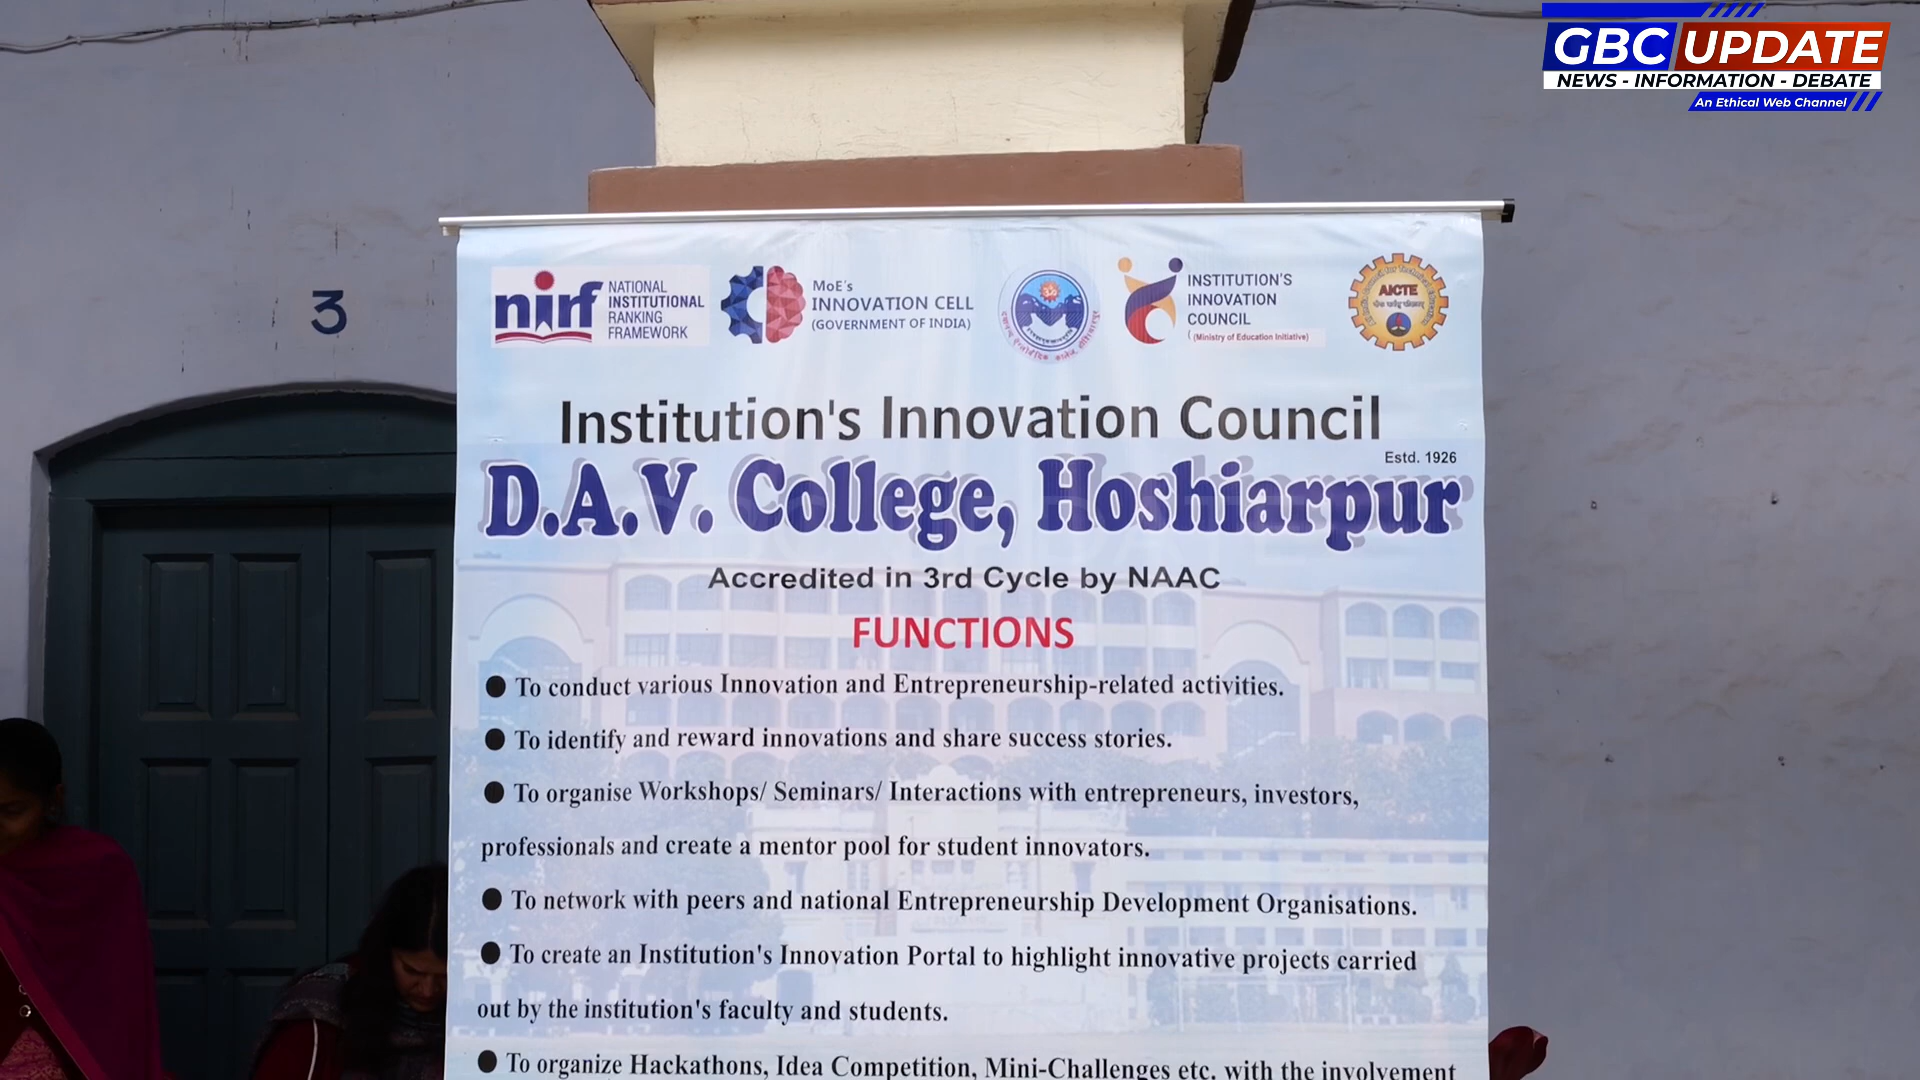 GBC UPDATE
NEWS - INFORMATION - DEBATE
An Ethical Web Channel
3
nirf
NATIONAL
INSTITUTIONAL
RANKING
FRAMEWORK
MoE's
INNOVATION CELL
(GOVERNMENT OF INDIA)
INSTITUTION'S
INNOVATION
COUNCIL
(Ministry of Education Initiative)
AICTE
Institution's Innovation Council
Estd. 1926
D.A.V. College, Hoshiarpur
Accredited in 3rd Cycle by NAAC
FUNCTIONS
● To conduct various Innovation and Entrepreneurship-related activities.
● To identify and reward innovations and share success stories.
● To organise Workshops/ Seminars/ Interactions with entrepreneurs, investors,
professionals and create a mentor pool for student innovators.
● To network with peers and national Entrepreneurship Development Organisations.
● To create an Institution's Innovation Portal to highlight innovative projects carried
out by the institution's faculty and students.
● To organize Hackathons, Idea Competition, Mini-Challenges etc. with the involvement